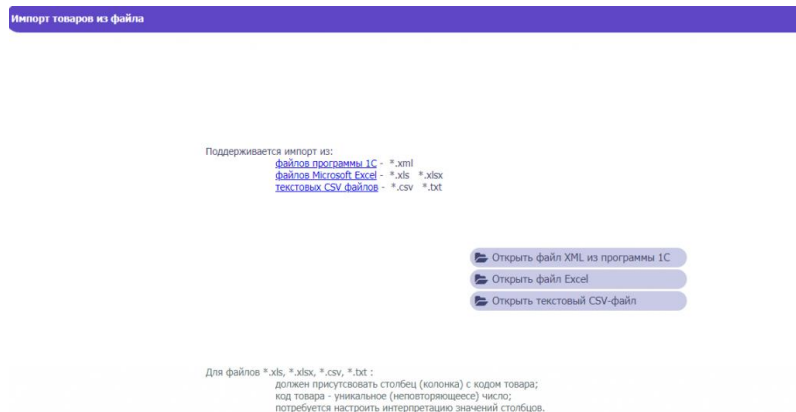 Импорт товаров из файла
Поддерживается импорт из:
файлов программы 1С - *.xml
файлов Microsoft Excel - *.xls *.xlsx
текстовых CSV файлов - *.csv *.txt
Открыть файл XML из программы 1С
Открыть файл Excel
Открыть текстовый CSV-файл
Для файлов *.xls, *.xlsx, *.csv, *.txt :
должен присутсвовать столбец (колонка) с кодом товара;
код товара - уникальное (неповторяющеесе) число;
потребуется настроить интерпретацию значений столбцов.